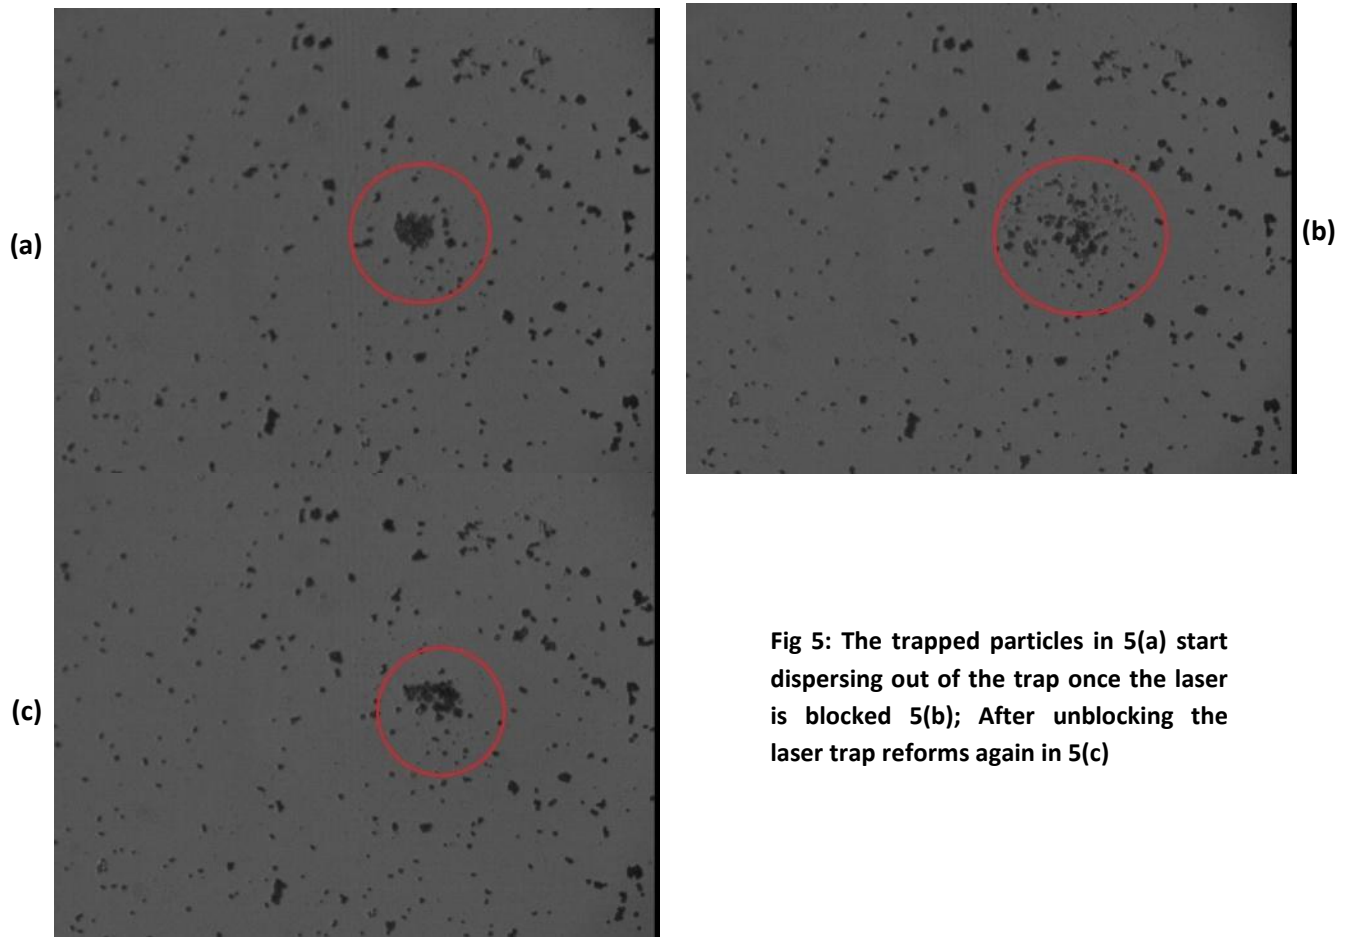 (a)
(b)
(c)
Fig 5: The trapped particles in 5(a) start
dispersing out of the trap once the laser
is blocked 5(b); After unblocking the
laser trap reforms again in 5(c)